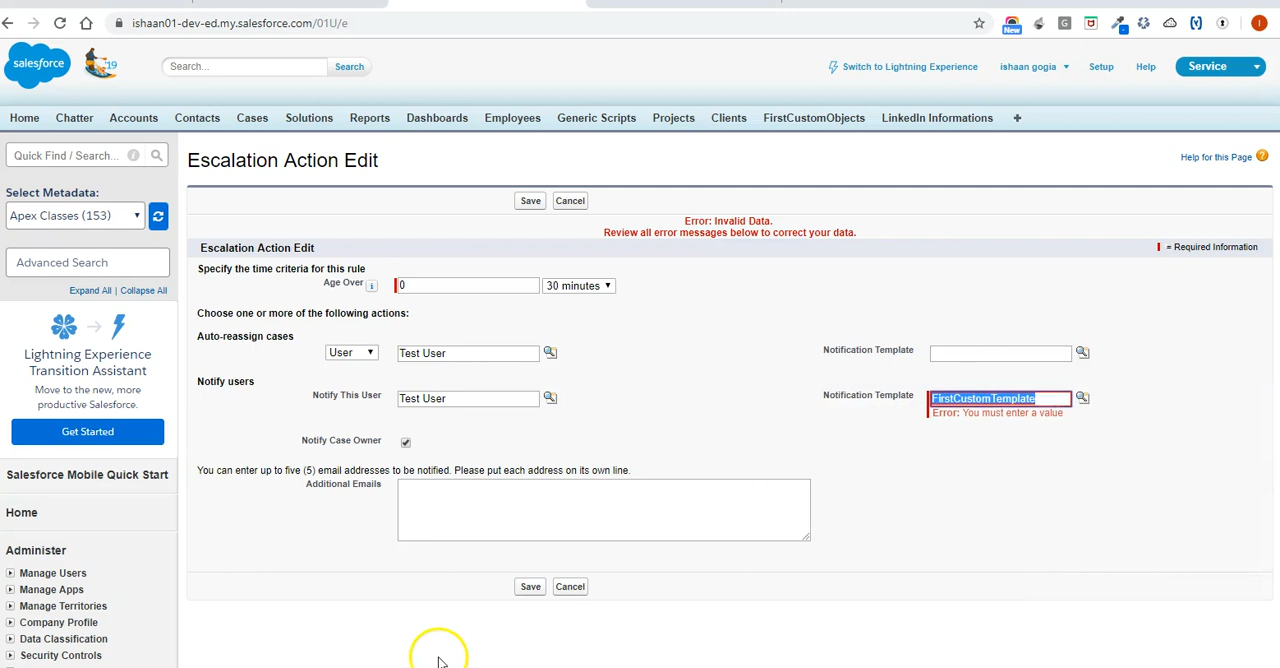 ishaan01-dev-ed.my.salesforce.com/01U/e
New
I
salesforce
19
Search...
Search
Switch to Lightning Experience
ishaan gogia
Setup
Help
Service
Home
Chatter
Accounts
Contacts
Cases
Solutions
Reports
Dashboards
Employees
Generic Scripts
Projects
Clients
FirstCustomObjects
LinkedIn Informations
+
Quick Find / Search...
Escalation Action Edit
Help for this Page
Select Metadata:
Apex Classes (153)
Advanced Search
Expand All | Collapse All
Lightning Experience
Transition Assistant
Move to the new, more
productive Salesforce.
Get Started
Salesforce Mobile Quick Start
Home
Administer
Manage Users
Manage Apps
Manage Territories
Company Profile
Data Classification
Security Controls
Save
Cancel
Error: Invalid Data.
Review all error messages below to correct your data.
Escalation Action Edit
= Required Information
Specify the time criteria for this rule
Age Over
0
30 minutes
Choose one or more of the following actions:
Auto-reassign cases
User
Test User
Notification Template
Notify users
Notify This User
Test User
Notification Template
FirstCustomTemplate
Error: You must enter a value
Notify Case Owner
You can enter up to five (5) email addresses to be notified. Please put each address on its own line.
Additional Emails
Save
Cancel